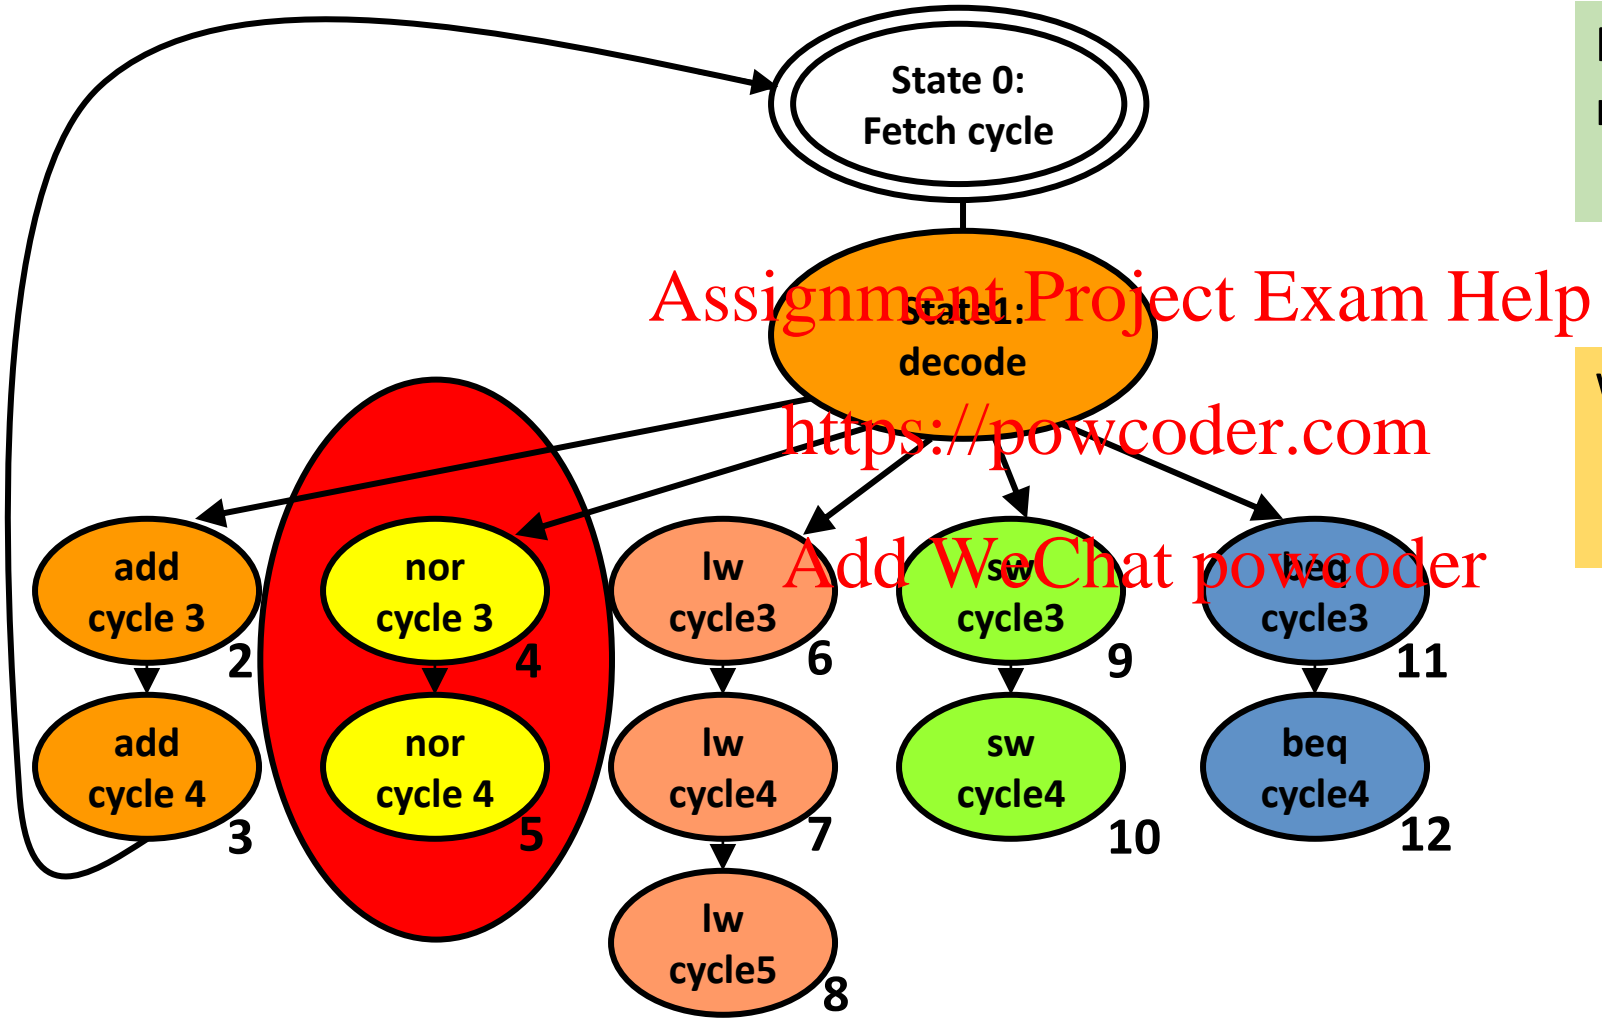 State 0:
Fetch cycle
Assignment Project Exam Help
State1:
decode
https://powcoder.com
Add WeChat powcoder
add
cycle 3
2
nor
cycle 3
4
lw
cycle3
6
sw
cycle3
9
beq
cycle3
11
add
cycle 4
3
nor
cycle 4
5
lw
cycle4
7
sw
cycle4
10
beq
cycle4
12
lw
cycle5
8